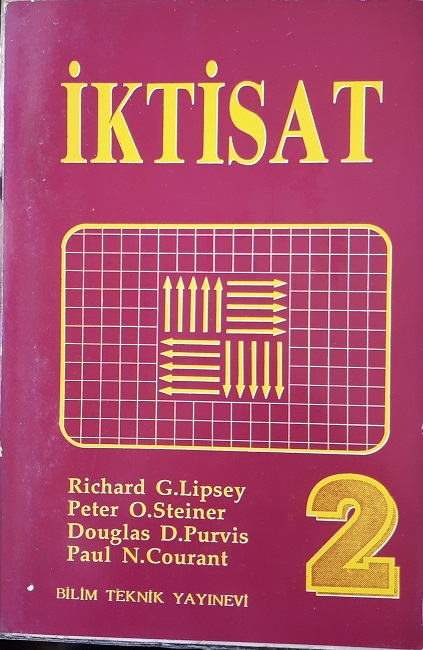 İKTİSAT
Richard G.Lipsey
Peter O.Steiner
Douglas D.Purvis
Paul N.Courant
2
BİLİM TEKNİK YAYINEVİ